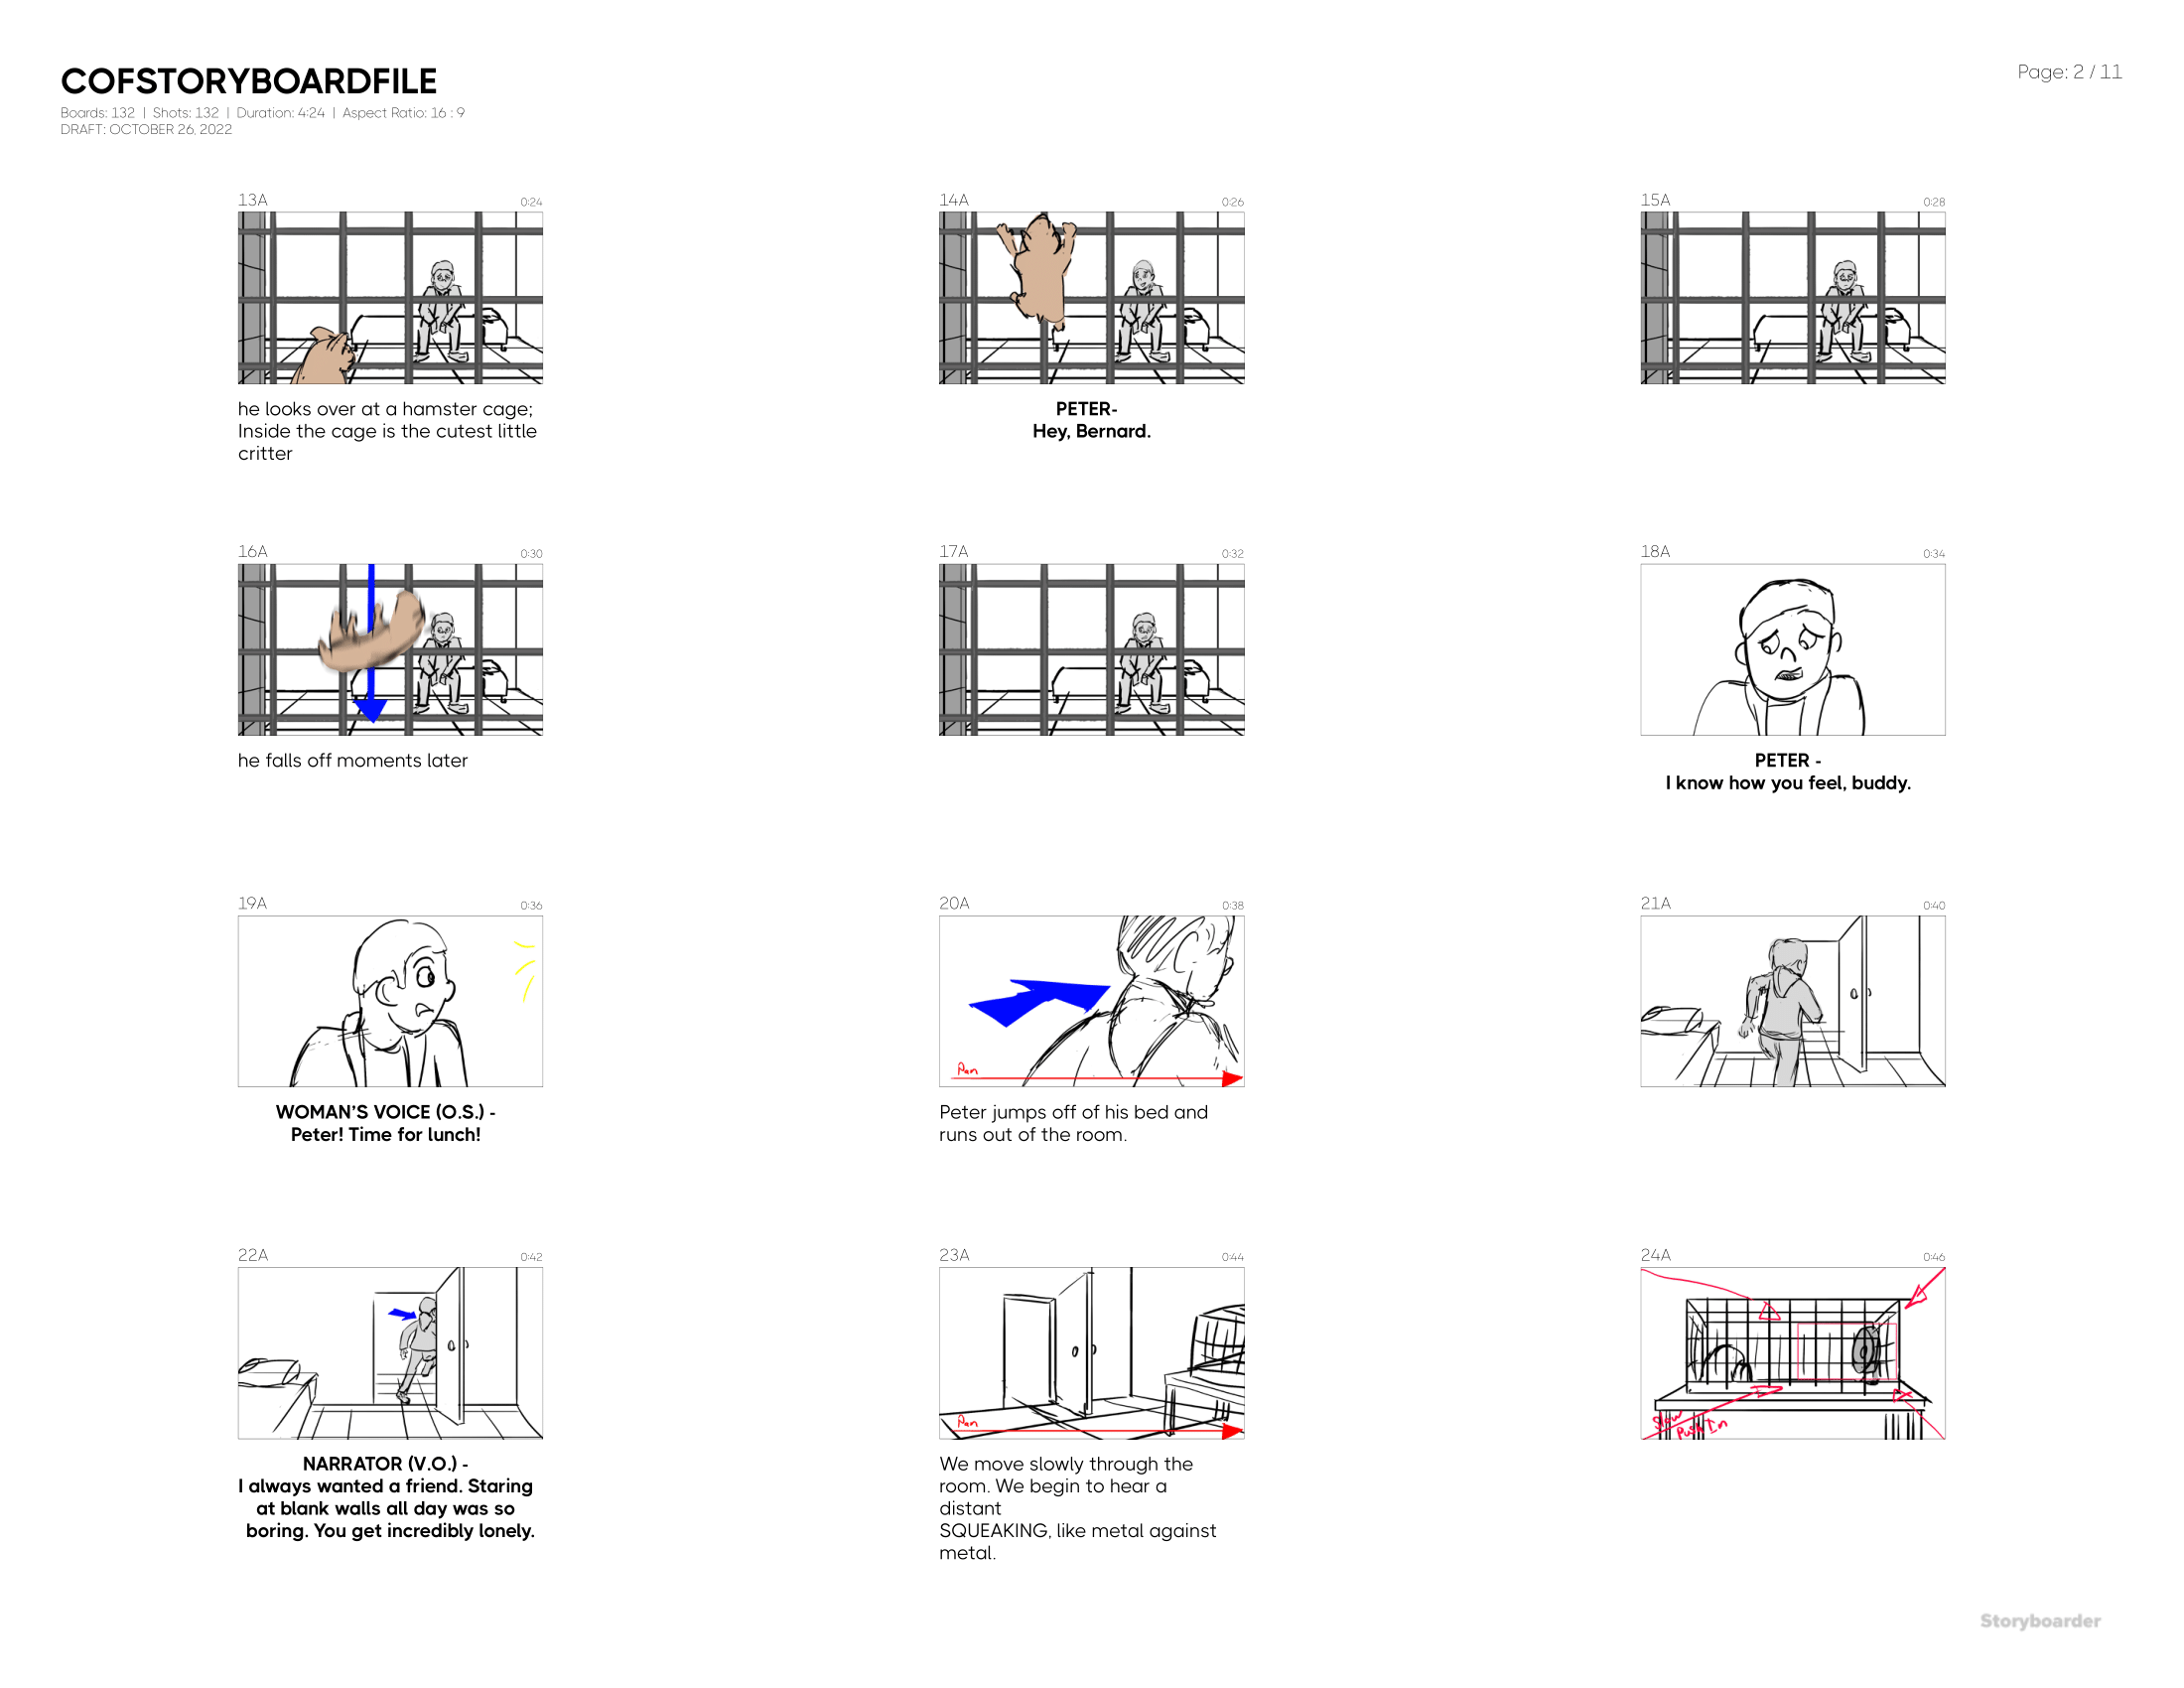 COFSTORYBOARDFILE
Page: 2 / 11
Boards: 132 | Shots: 132 | Duration: 4:24 | Aspect Ratio: 16 : 9
DRAFT: OCTOBER 26, 2022
13A
0:24
he looks over at a hamster cage;
Inside the cage is the cutest little
critter
14A
0:26
PETER-
Hey, Bernard.
15A
0:28
16A
0:30
he falls off moments later
17A
0:32
18A
0:34
PETER -
I know how you feel, buddy.
19A
0:36
WOMAN'S VOICE (O.S.) -
Peter! Time for lunch!
20A
0:38
Pan
Peter jumps off of his bed and
runs out of the room.
21A
0:40
22A
0:42
NARRATOR (V.O.) -
I always wanted a friend. Staring
at blank walls all day was so
boring. You get incredibly lonely.
23A
0:44
Pan
We move slowly through the
room. We begin to hear a
distant
SQUEAKING, like metal against
metal.
24A
0:46
Slow
Push In
Storyboarder